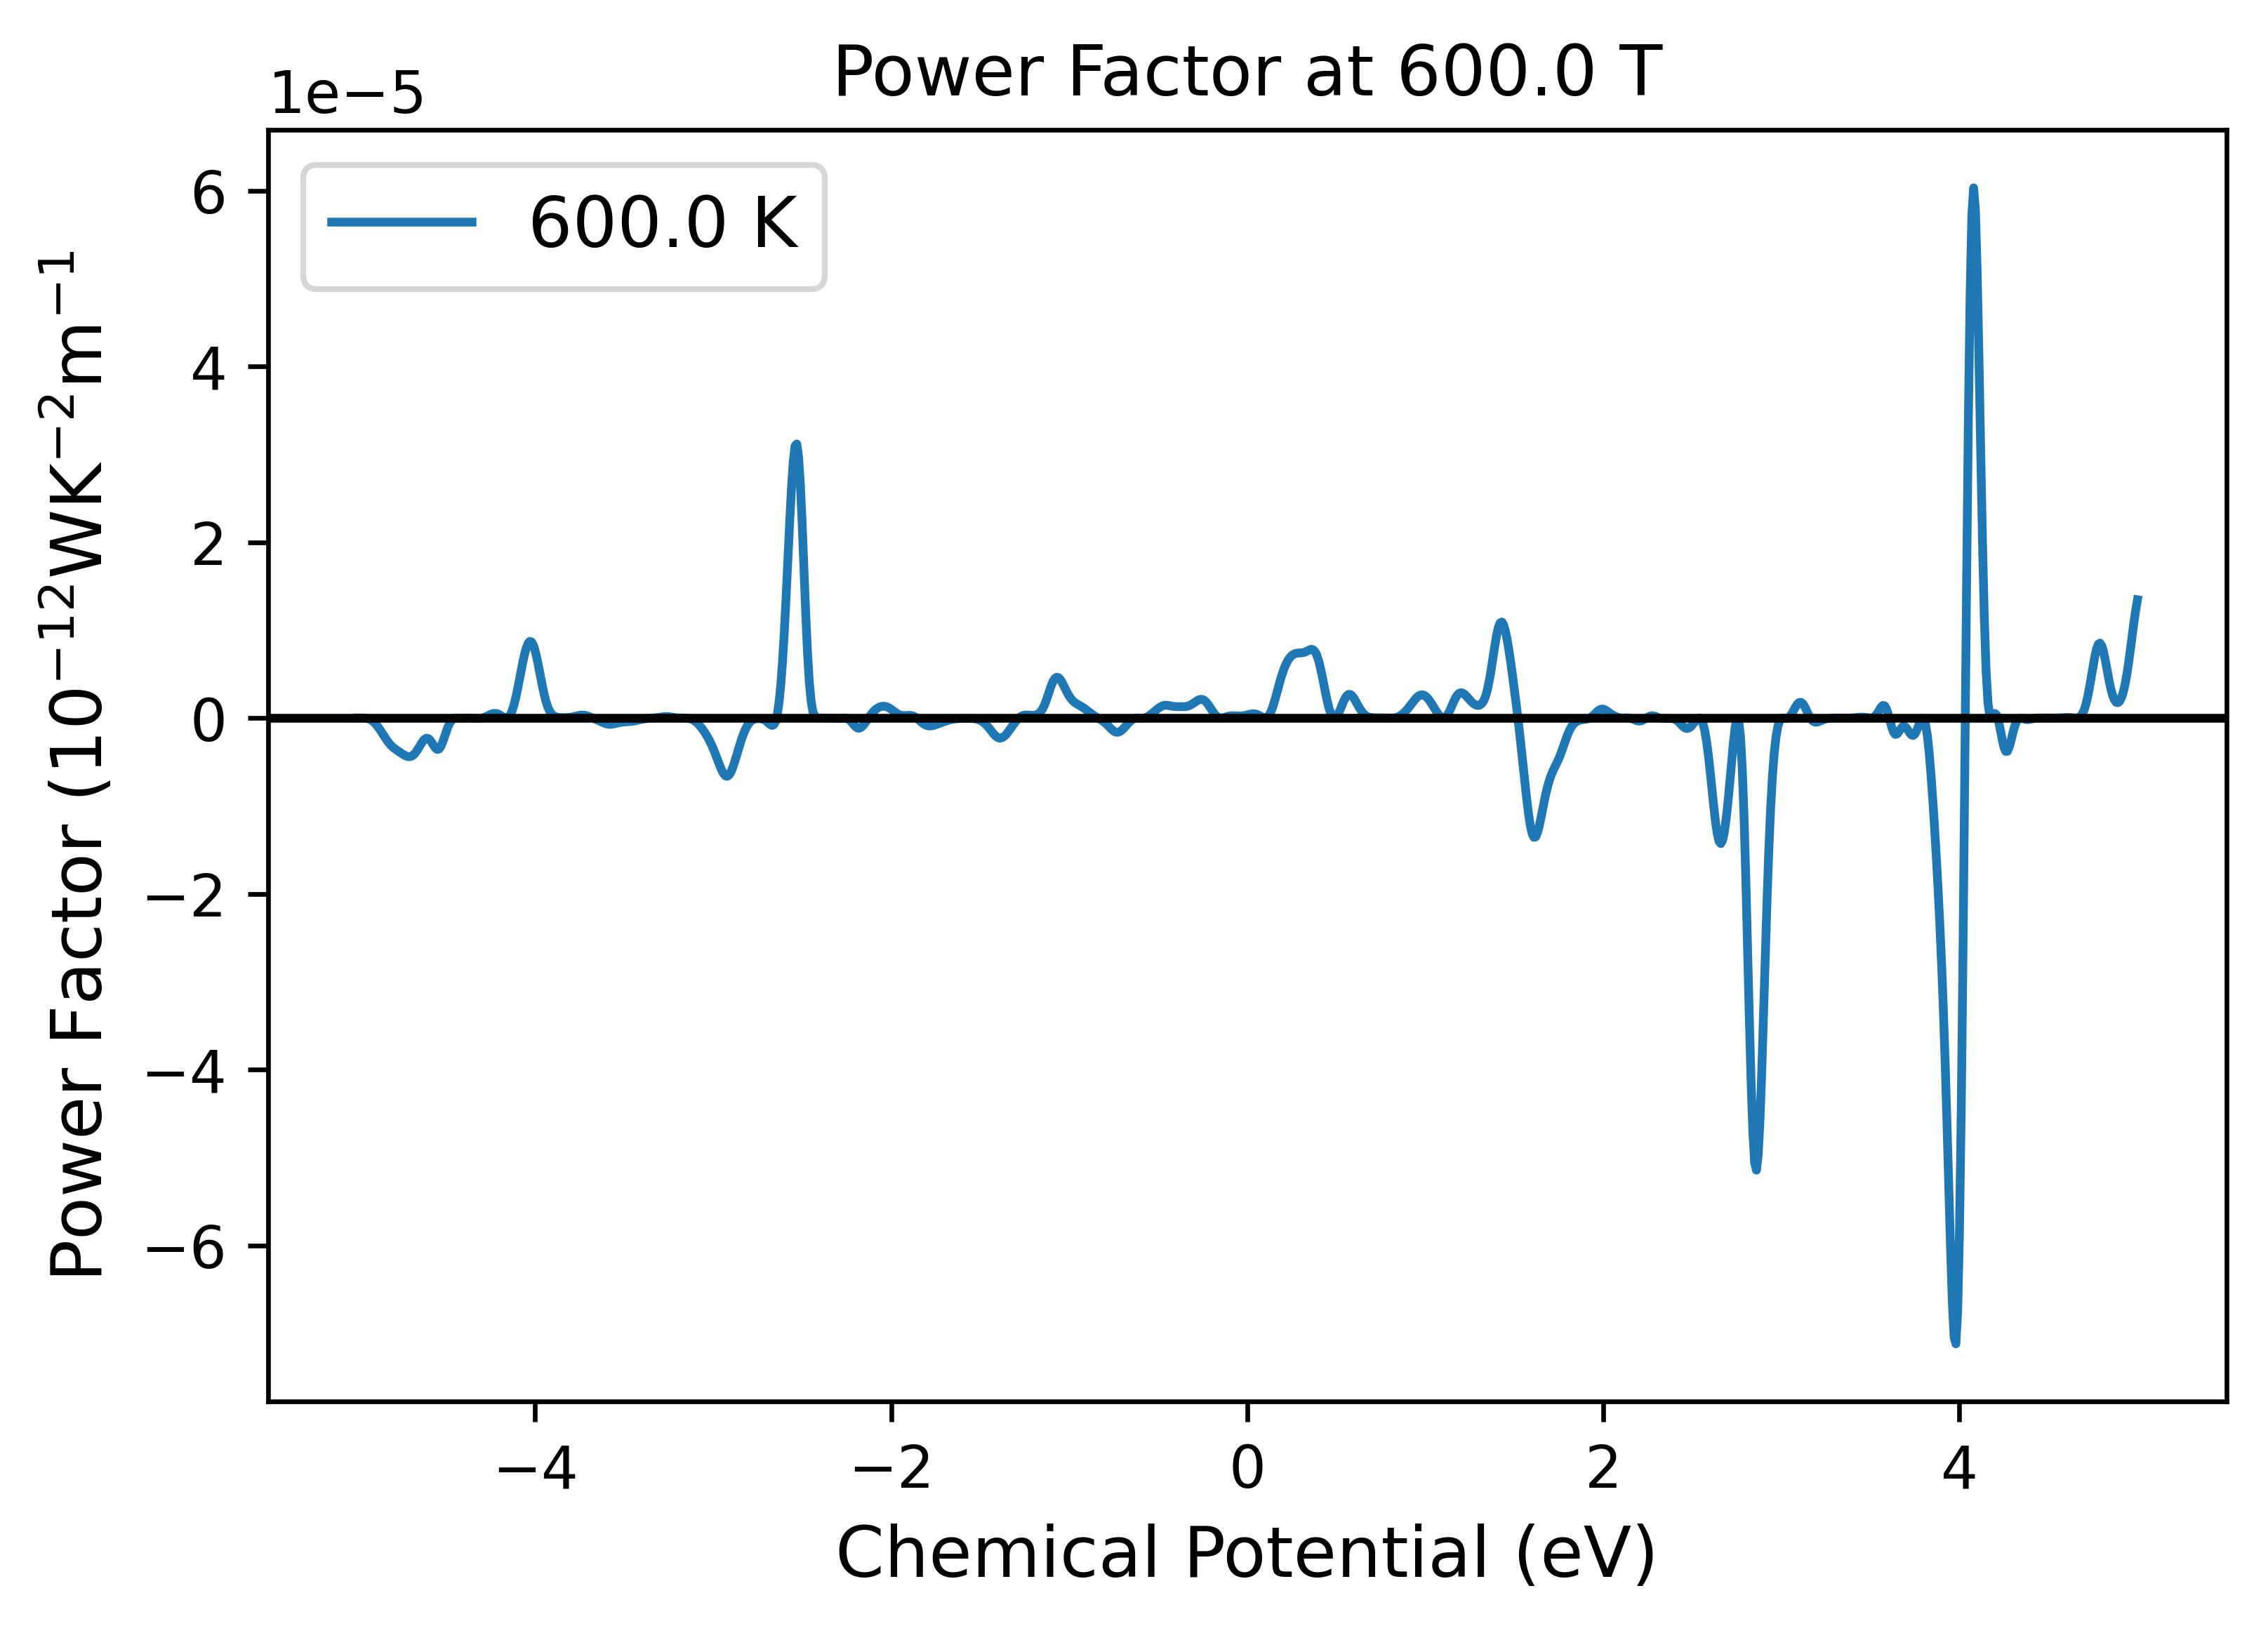 Power Factor at 600.0 T
1e−5
600.0 K
6
4
2
0
−2
−4
−6
Power Factor (10⁻¹²WK⁻²m⁻¹
−4
−2
0
2
4
Chemical Potential (eV)